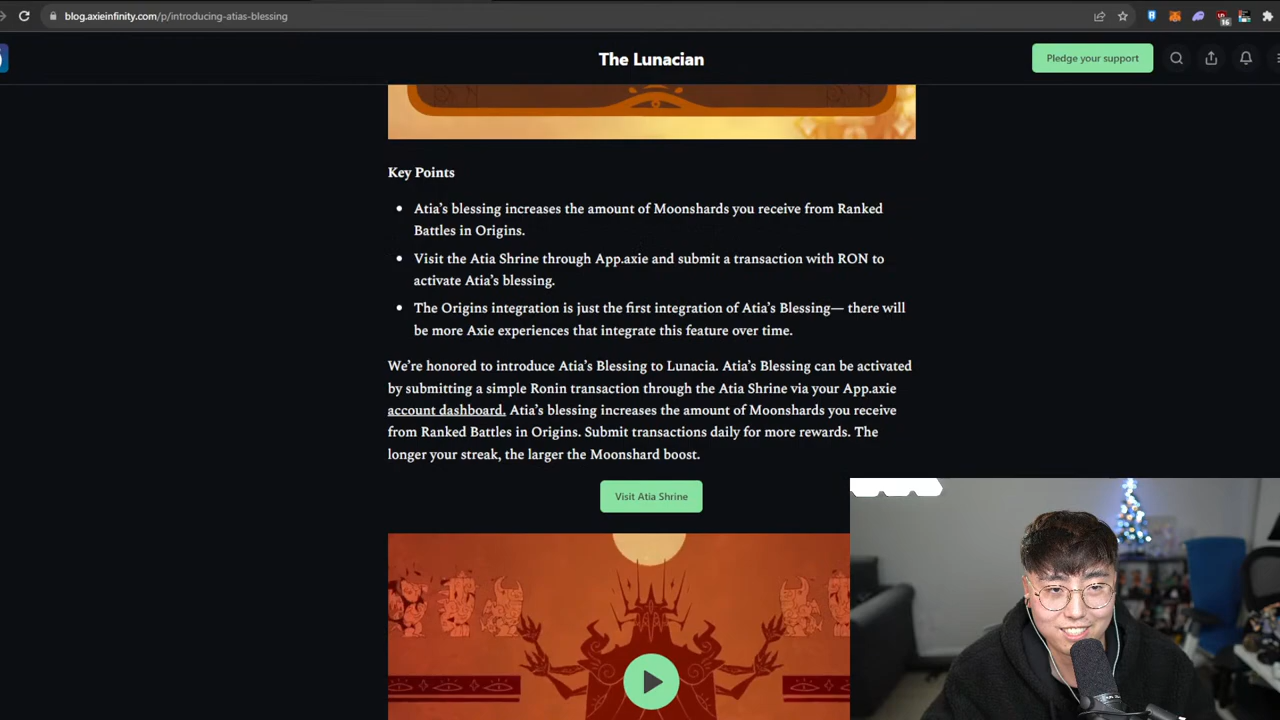 blog.axieinfinity.com/p/introducing-atias-blessing
16
The Lunacian
Pledge your support
Key Points
• Atia’s blessing increases the amount of Moonshards you receive from Ranked
Battles in Origins.
• Visit the Atia Shrine through App.axie and submit a transaction with RON to
activate Atia’s blessing.
• The Origins integration is just the first integration of Atia’s Blessing— there will
be more Axie experiences that integrate this feature over time.
We’re honored to introduce Atia’s Blessing to Lunacia. Atia’s Blessing can be activated
by submitting a simple Ronin transaction through the Atia Shrine via your App.axie
account dashboard. Atia’s blessing increases the amount of Moonshards you receive
from Ranked Battles in Origins. Submit transactions daily for more rewards. The
longer your streak, the larger the Moonshard boost.
Visit Atia Shrine